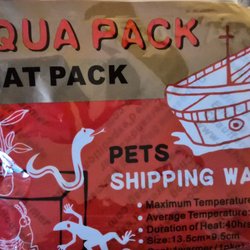 QUA PACK
AT PACK
PETS
SHIPPING WA
• Maximum Temperature
• Average Temperature
• Duration of Heat:40h
• Size:13.5cm×9.5cm